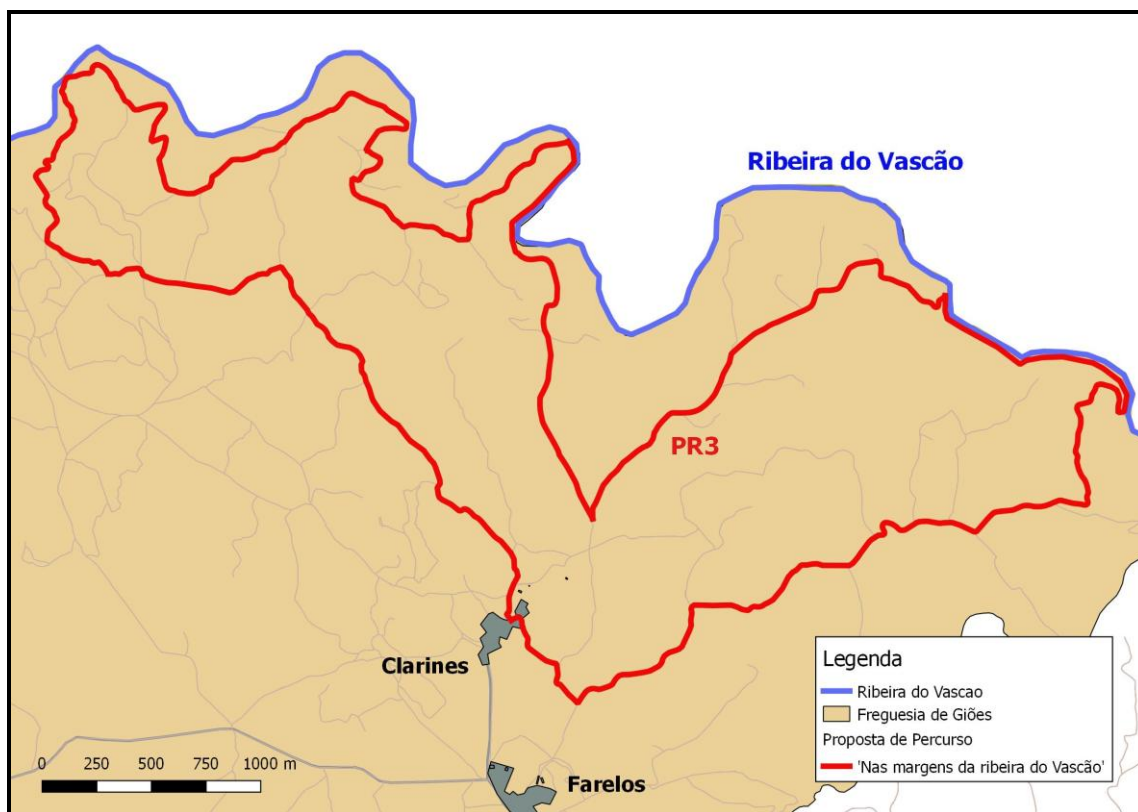 Ribeira do Vascão
PR3
Clarines
Farelos
0 250 500 750 1000 m
Legenda
Ribeira do Vascao
Freguesia de Giões
Proposta de Percurso
'Nas margens da ribeira do Vascão'